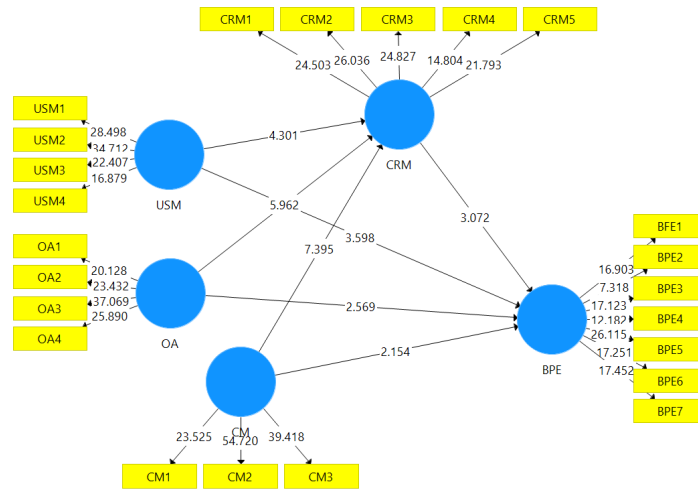 CRM1 CRM2 CRM3 CRM4 CRM5
24.503 26.036 24.827 14.804 21.793
CRM
USM1
USM2
USM3
USM4
28.498
34.712
22.407
16.879
USM
4.301
5.962
7.395
3.598
3.072
2.569
2.154
OA1
OA2
OA3
OA4
20.128
23.432
37.069
25.890
OA
CM
23.525 54.720 39.418
CM1 CM2 CM3
BPE
16.903
7.318
17.123
12.182
26.115
17.251
17.452
BFE1
BPE2
BPE3
BPE4
BPE5
BPE6
BPE7